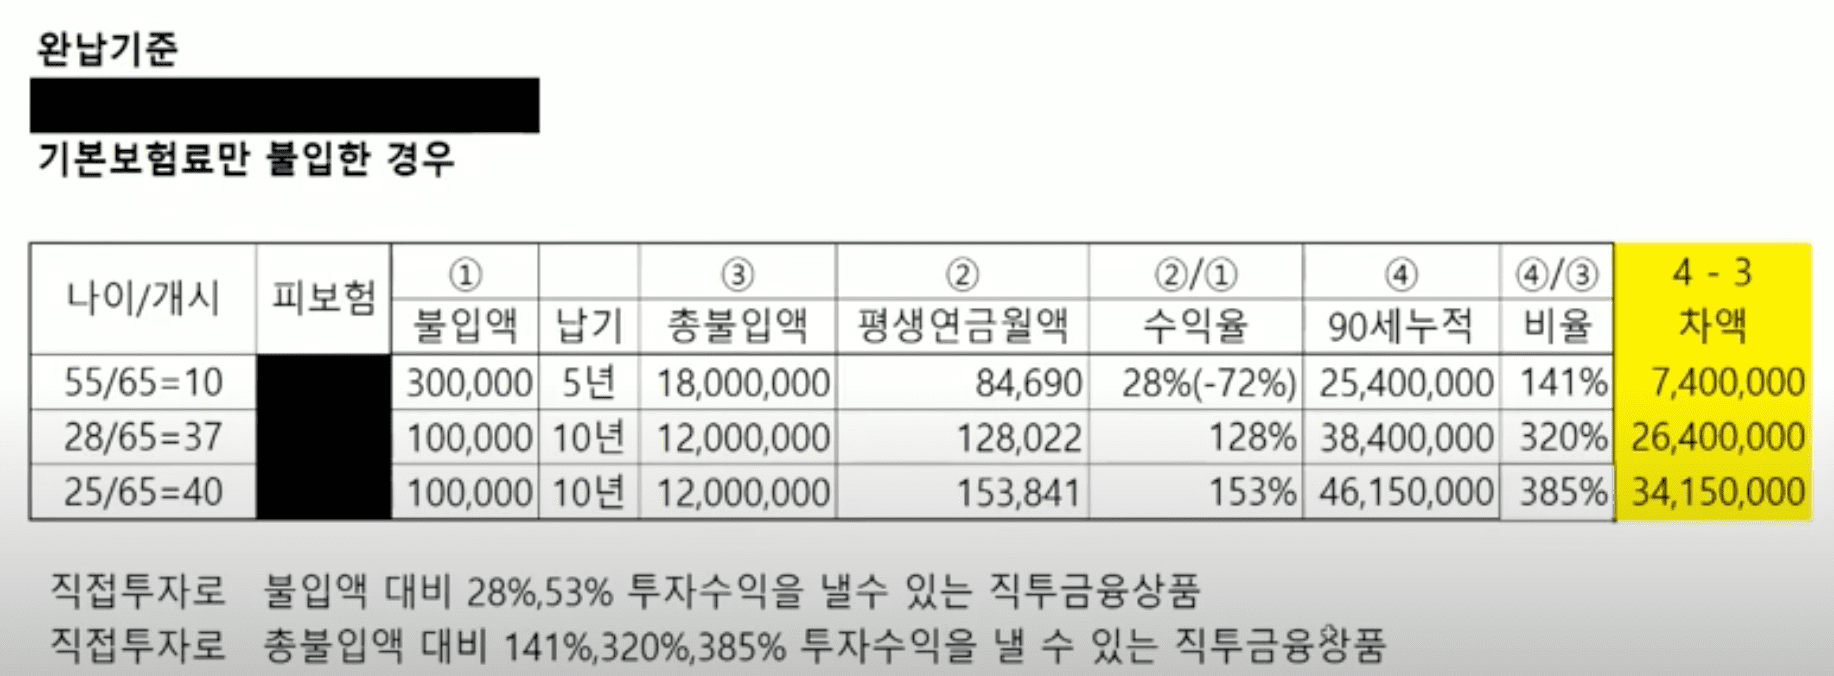 완납기준
기본보험료만 불입한 경우
나이/개시 피보험 ① ③ ② ②/① ④ ④/③ 4 - 3
불입액 납기 총불입액 평생연금월액 수익율 90세누적 비율 차액
55/65=10 300,000 5년 18,000,000 84,690 28%(-72%) 25,400,000 141% 7,400,000
28/65=37 100,000 10년 12,000,000 128,022 128% 38,400,000 320% 26,400,000
25/65=40 100,000 10년 12,000,000 153,841 153% 46,150,000 385% 34,150,000
직접투자로 불입액 대비 28%,53% 투자수익을 낼수 있는 직투금융상품
직접투자로 총불입액 대비 141%,320%,385% 투자수익을 낼 수 있는 직투금융상품